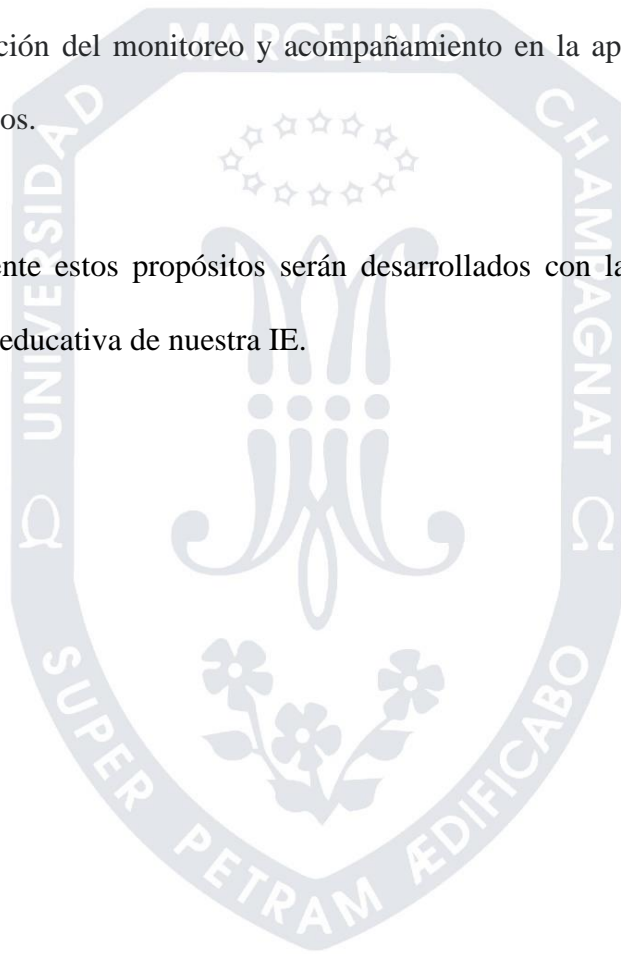 ción del monitoreo y acompañamiento en la ap
os.
ente estos propósitos serán desarrollados con la
educativa de nuestra IE.
UNIVERSIDAD MARCELINO CHAMPAGNAT
SUPER PETRAM ÆDIFICABO